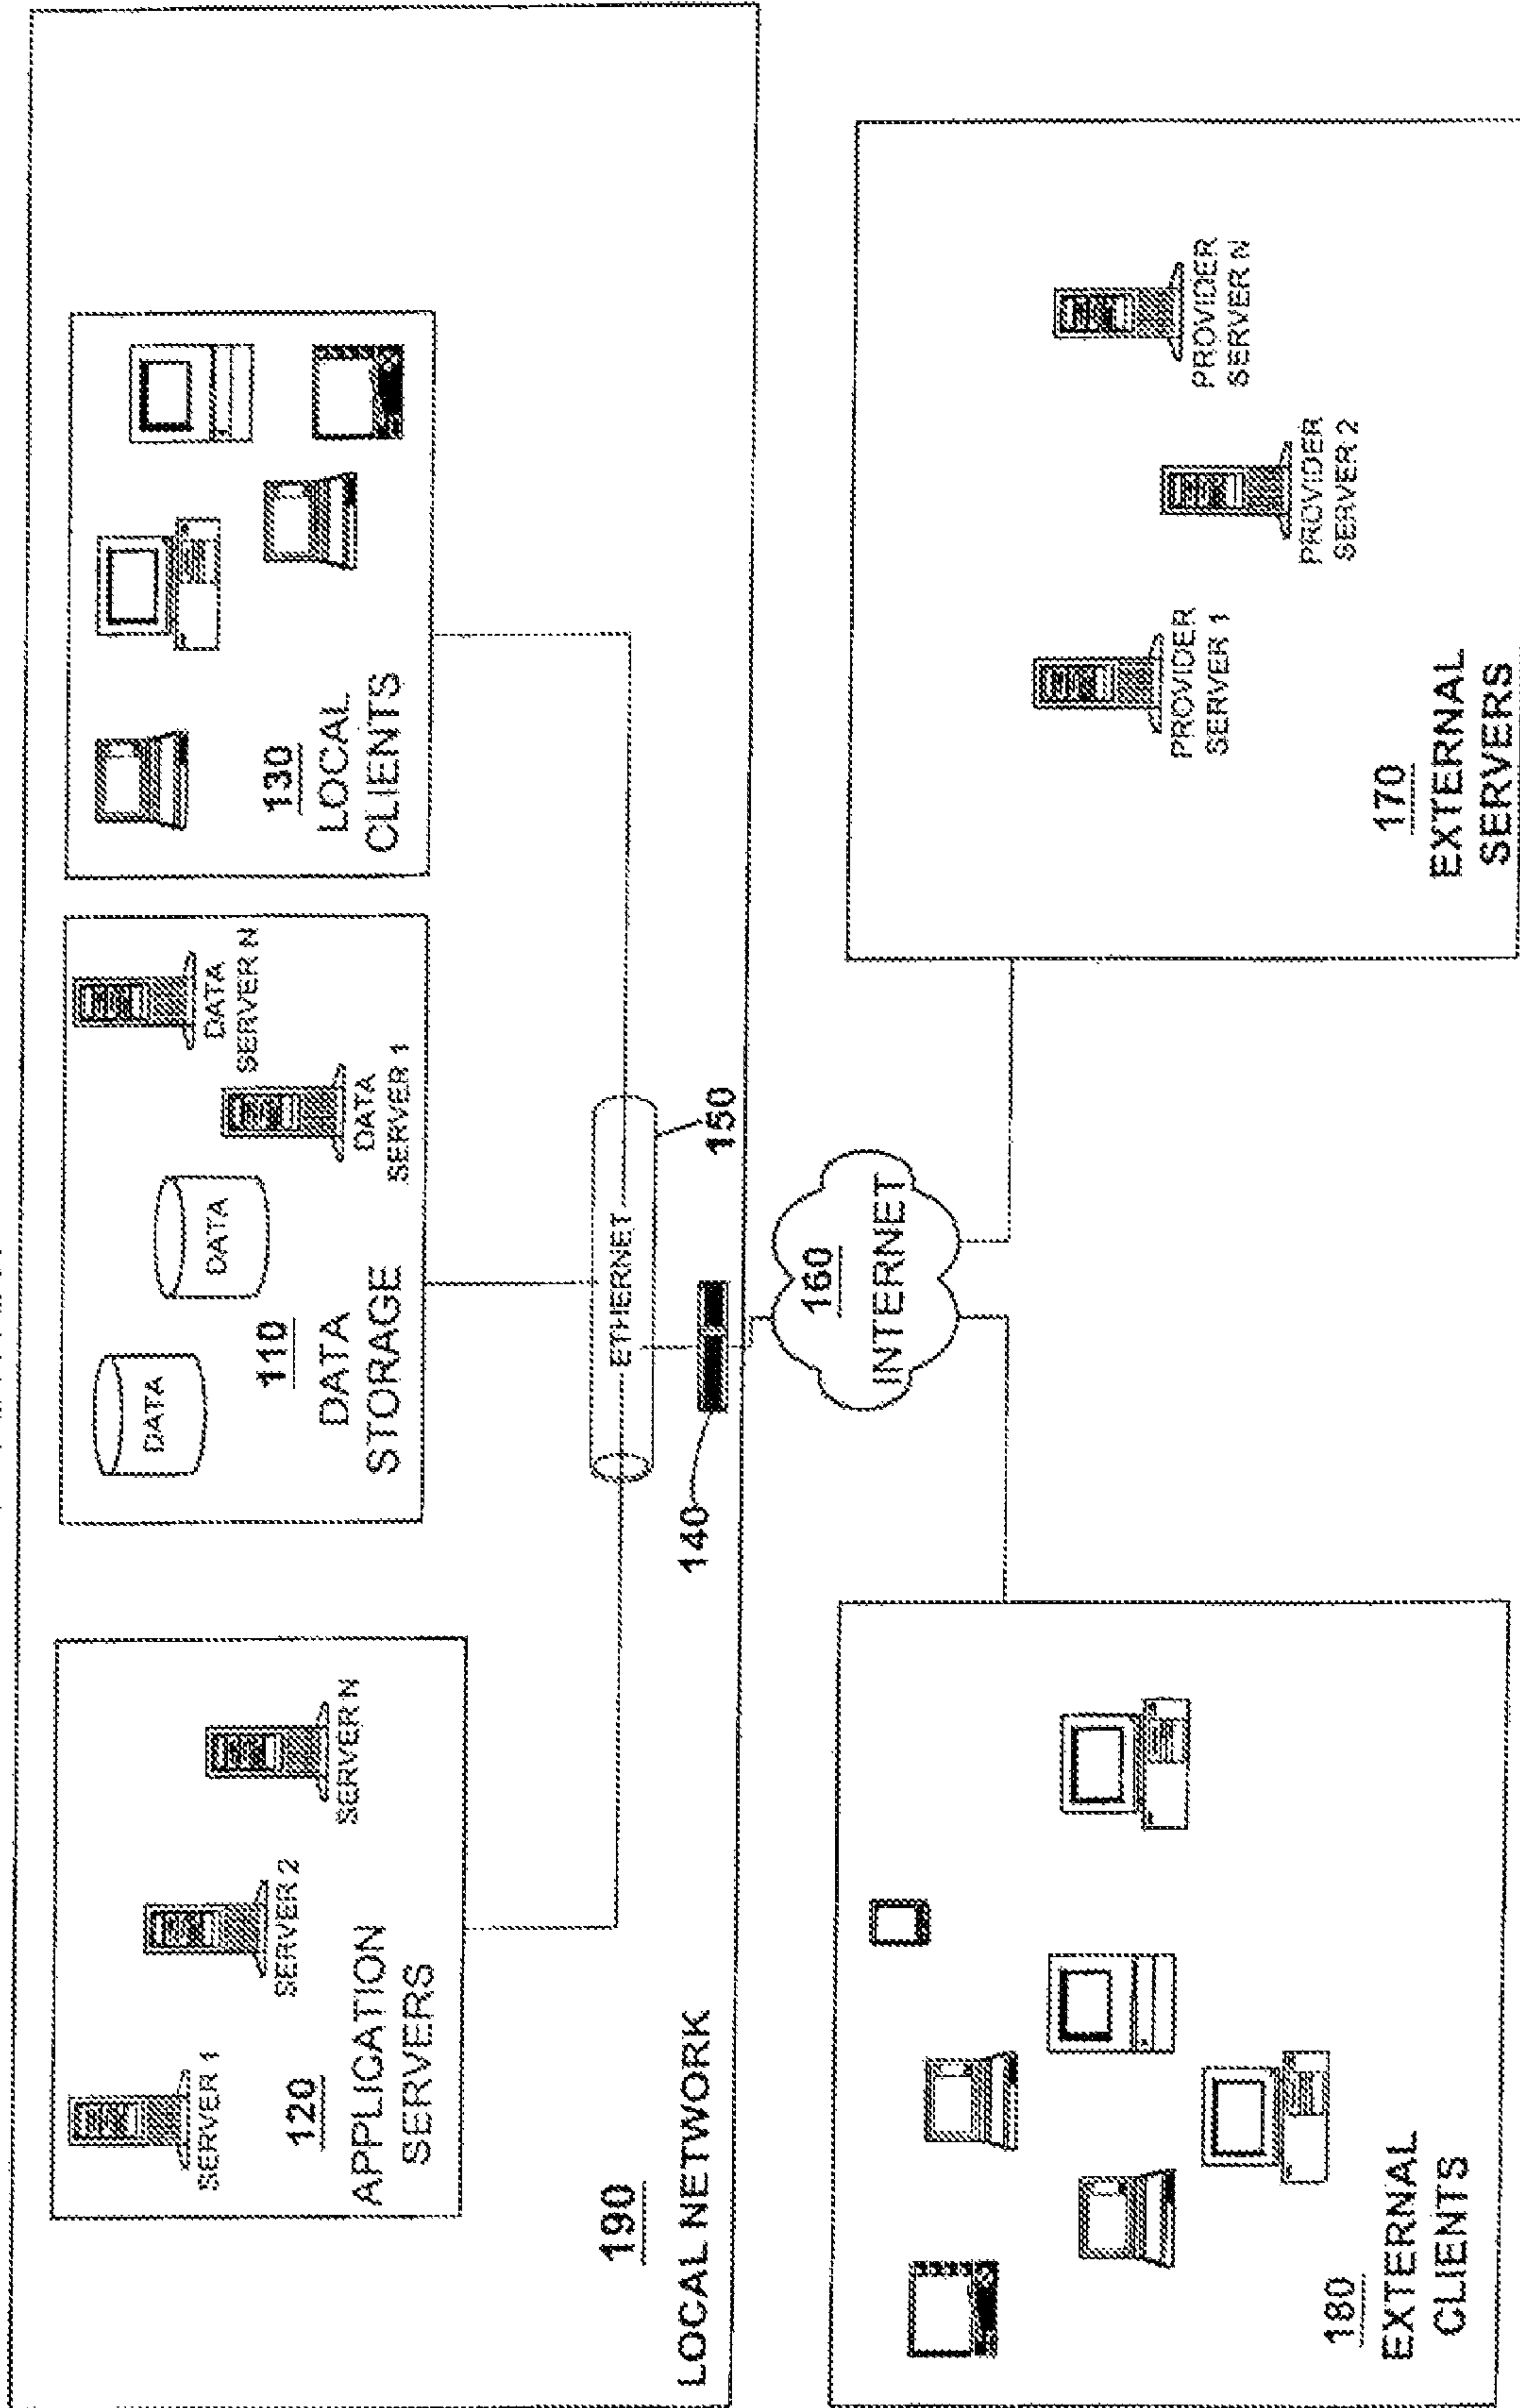 SERVER 1
SERVER 2
SERVER N
120
APPLICATION
SERVERS
DATA
DATA
DATA
SERVER 1
DATA
SERVER N
110
DATA
STORAGE
130
LOCAL
CLIENTS
ETHERNET
150
140
190
LOCAL NETWORK
160
INTERNET
180
EXTERNAL
CLIENTS
PROVIDER
SERVER 1
PROVIDER
SERVER 2
PROVIDER
SERVER N
170
EXTERNAL
SERVERS